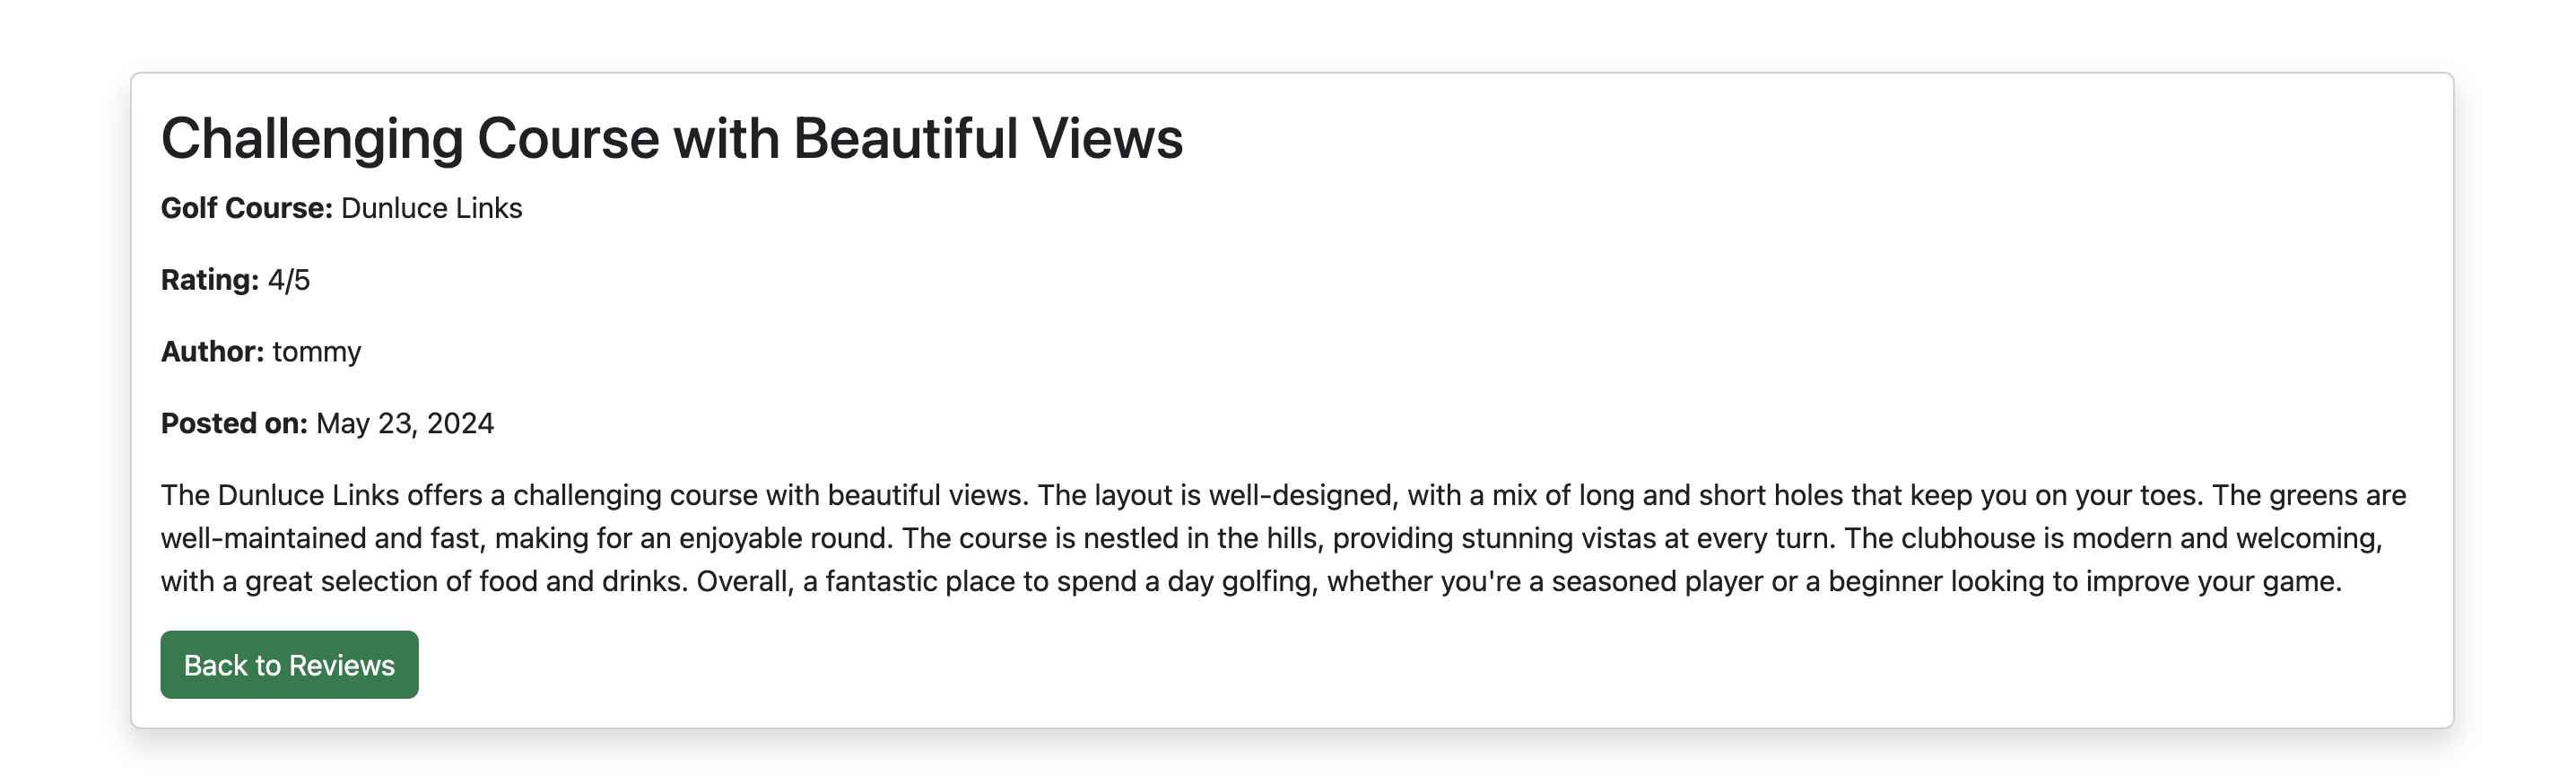 Challenging Course with Beautiful Views
Golf Course: Dunluce Links
Rating: 4/5
Author: tommy
Posted on: May 23, 2024
The Dunluce Links offers a challenging course with beautiful views. The layout is well-designed, with a mix of long and short holes that keep you on your toes. The greens are
well-maintained and fast, making for an enjoyable round. The course is nestled in the hills, providing stunning vistas at every turn. The clubhouse is modern and welcoming,
with a great selection of food and drinks. Overall, a fantastic place to spend a day golfing, whether you're a seasoned player or a beginner looking to improve your game.
Back to Reviews